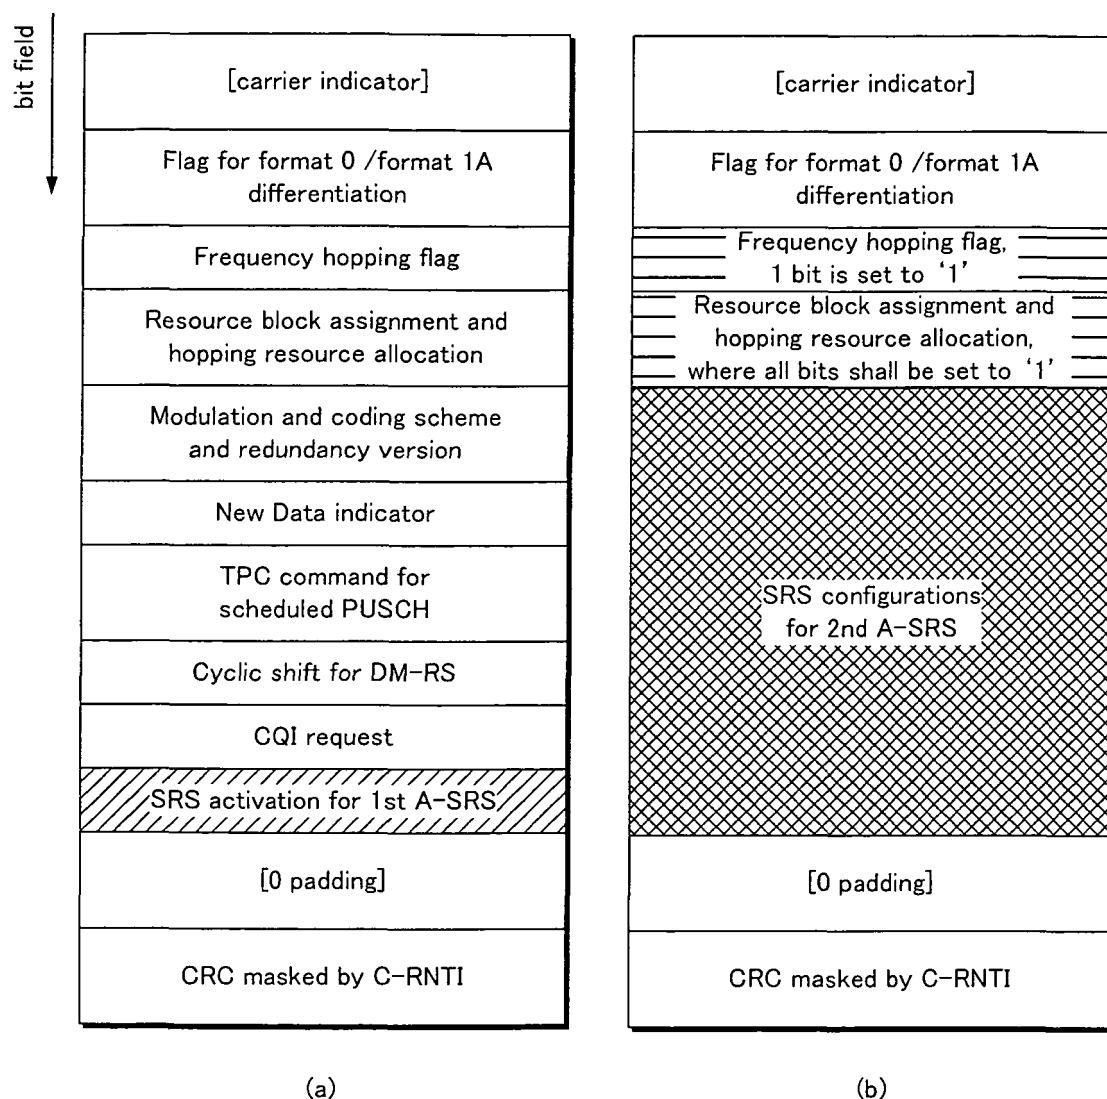 bit field
[carrier indicator]
Flag for format 0 /format 1A
differentiation
Frequency hopping flag
Resource block assignment and
hopping resource allocation
Modulation and coding scheme
and redundancy version
New Data indicator
TPC command for
scheduled PUSCH
Cyclic shift for DM-RS
CQI request
SRS activation for 1st A-SRS
[0 padding]
CRC masked by C-RNTI
(a)
[carrier indicator]
Flag for format 0 /format 1A
differentiation
Frequency hopping flag,
1 bit is set to ‘1’
Resource block assignment and
hopping resource allocation,
where all bits shall be set to ‘1’
SRS configurations
for 2nd A-SRS
[0 padding]
CRC masked by C-RNTI
(b)